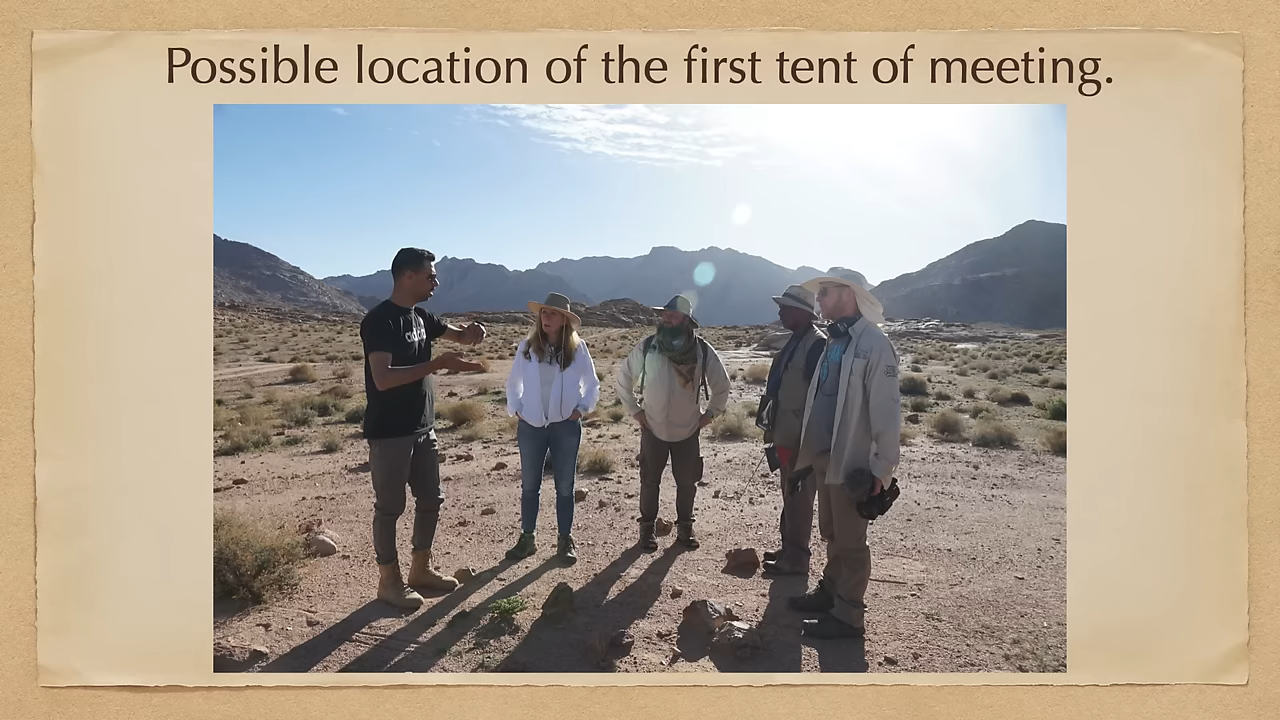 Possible location of the first tent of meeting.